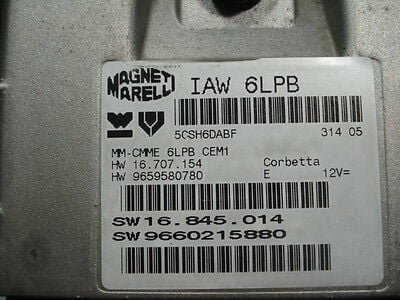 MAGNETI
MARELLI
IAW 6LPB
5CSH6DABF 314 05
MM-CMME 6LPB CEM1
HW 16.707.154 Corbetta
HW 9659580780 E 12V=
SW16.845.014
SW9660215880